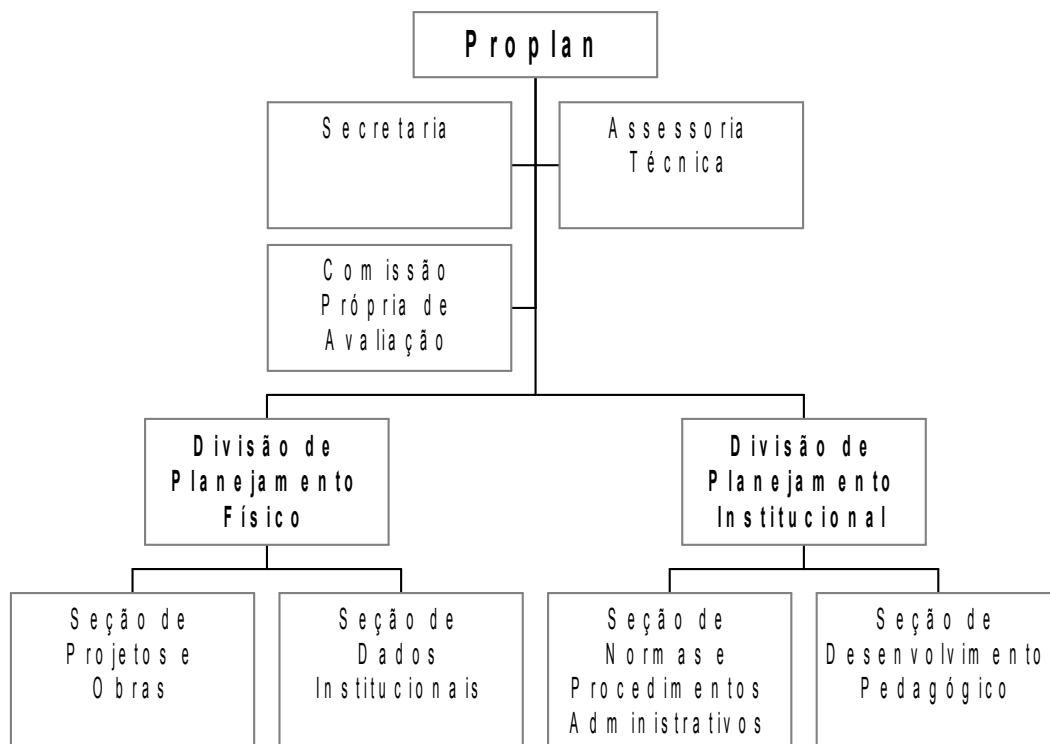 Proplan
Secretaria
Assessoria
Técnica
Comissão
Própria de
Avaliação
Divisão de
Planejamento
Físico
Divisão de
Planejamento
Institucional
Seção de
Projetos e
Obras
Seção de
Dados
Institucionais
Seção de
Normas e
Procedimentos
Administrativos
Seção de
Desenvolvimento
Pedagógico